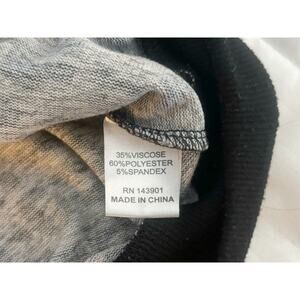 35%VISCOSE
60%POLYESTER
5%SPANDEX
RN 143901
MADE IN CHINA